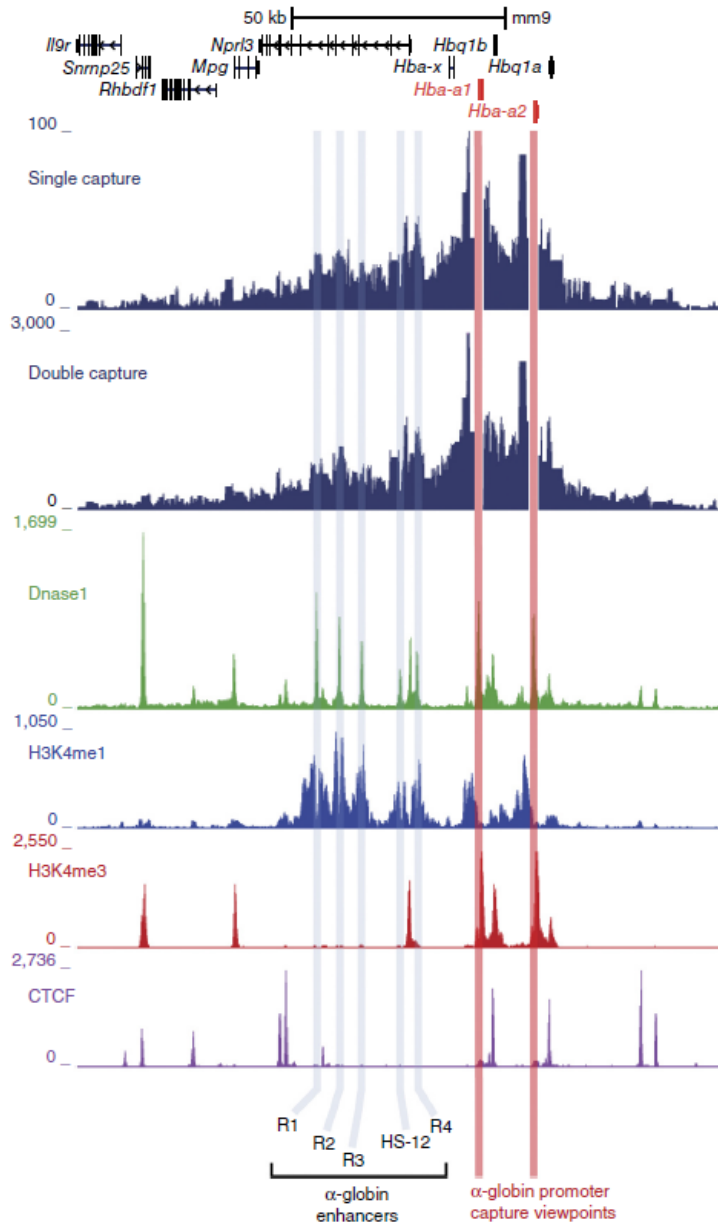 50 kb mm9
Il9r Nprl3 Hbq1b
Snrnp25 Mpg Hba-x Hbq1a
Rhbdf1 Hba-a1
Hba-a2
100
Single capture
0
3,000
Double capture
0
1,699
Dnase1
0
1,050
H3K4me1
0
2,550
H3K4me3
0
2,736
CTCF
0
R1 R2 R3 HS-12 R4
α-globin
enhancers
α-globin promoter
capture viewpoints